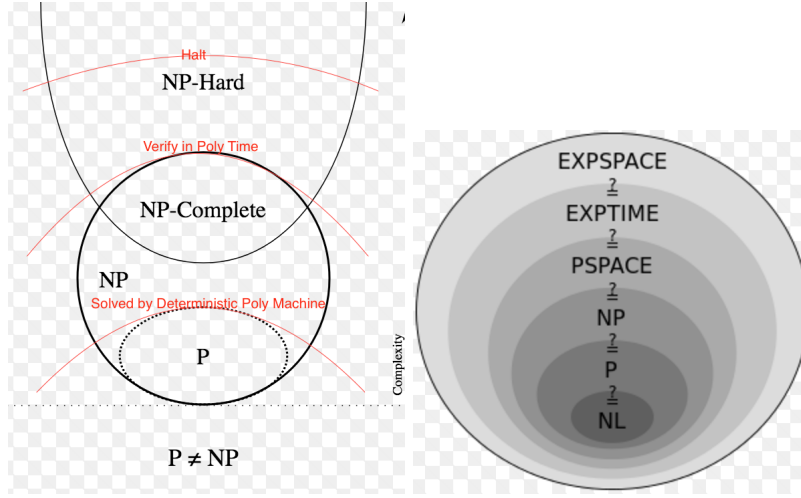 Halt
NP-Hard
Verify in Poly Time
NP-Complete
NP
Solved by Deterministic Poly Machine
P
Complexity
P ≠ NP
EXPSPACE
?
=
EXPTIME
?
=
PSPACE
?
=
NP
?
=
P
?
=
NL